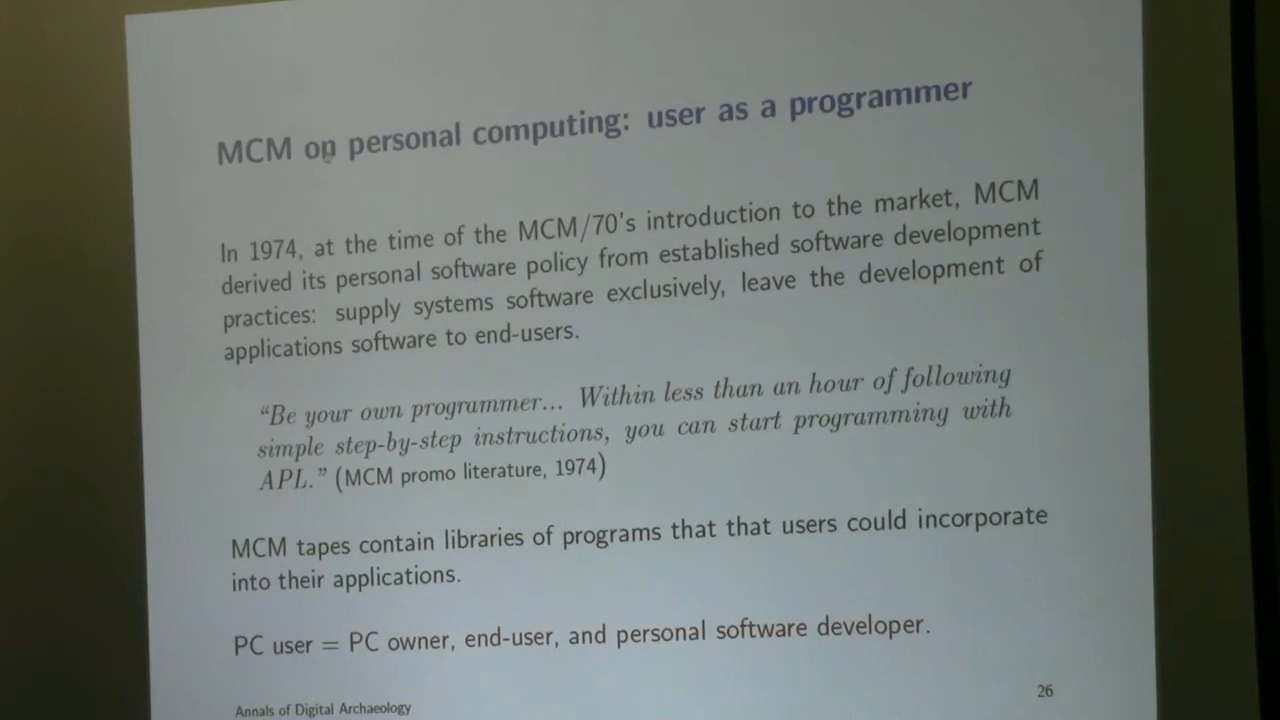 MCM on personal computing: user as a programmer
In 1974, at the time of the MCM/70's introduction to the market, MCM
derived its personal software policy from established software development
practices: supply systems software exclusively, leave the development of
applications software to end-users.
“Be your own programmer... Within less than an hour of following
simple step-by-step instructions, you can start programming with
APL.” (MCM promo literature, 1974)
MCM tapes contain libraries of programs that that users could incorporate
into their applications.
PC user = PC owner, end-user, and personal software developer.
Annals of Digital Archaeology
26